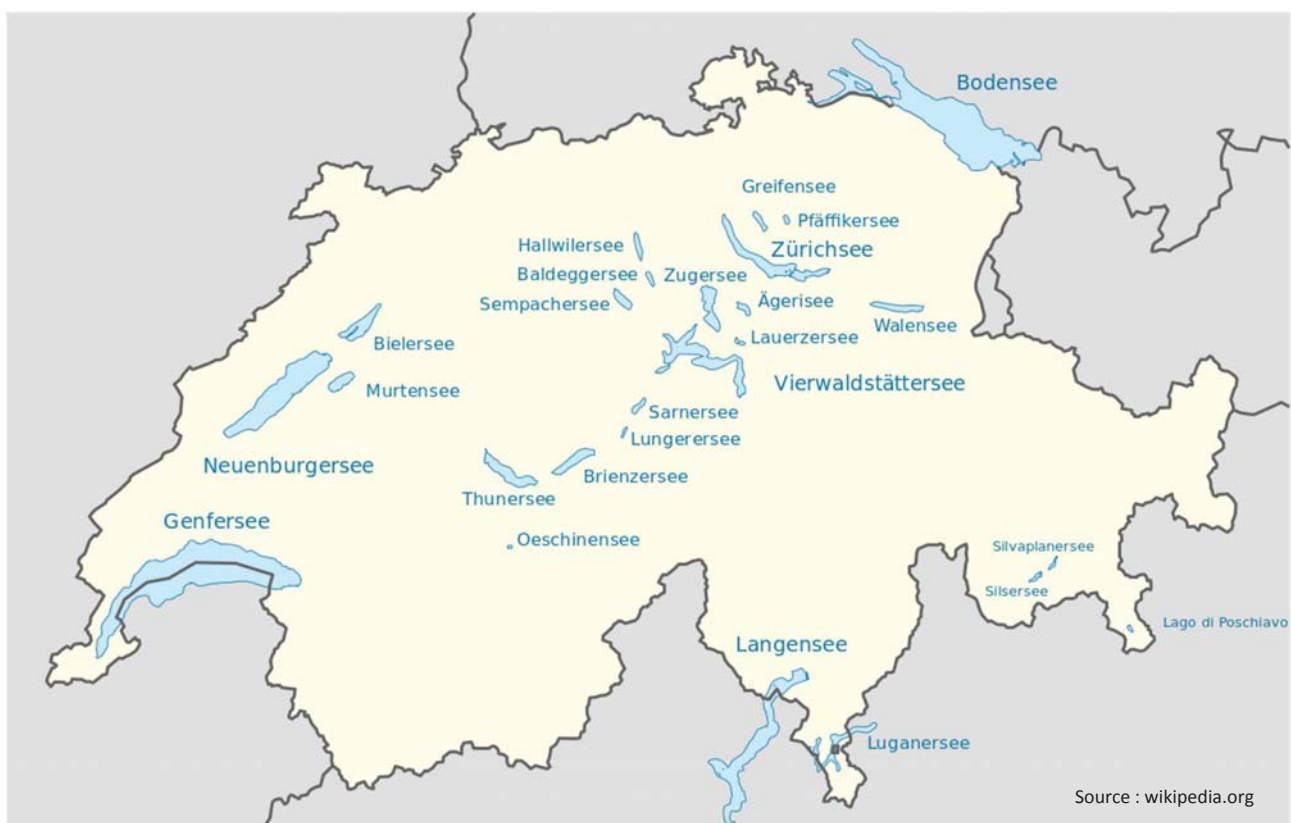 Bodensee
Greifensee
Pfäffikersee
Hallwilersee
Zürichsee
Baldeggersee
Zugersee
Sempachersee
Ägerisee
Walensee
Lauerzersee
Bielersee
Vierwaldstättersee
Murtensee
Sarnersee
Lungerersee
Neuenburgersee
Brienzersee
Thunersee
Genfersee
Oeschinensee
Silvaplanersee
Silsersee
Lago di Poschiavo
Langensee
Luganersee
Source : wikipedia.org